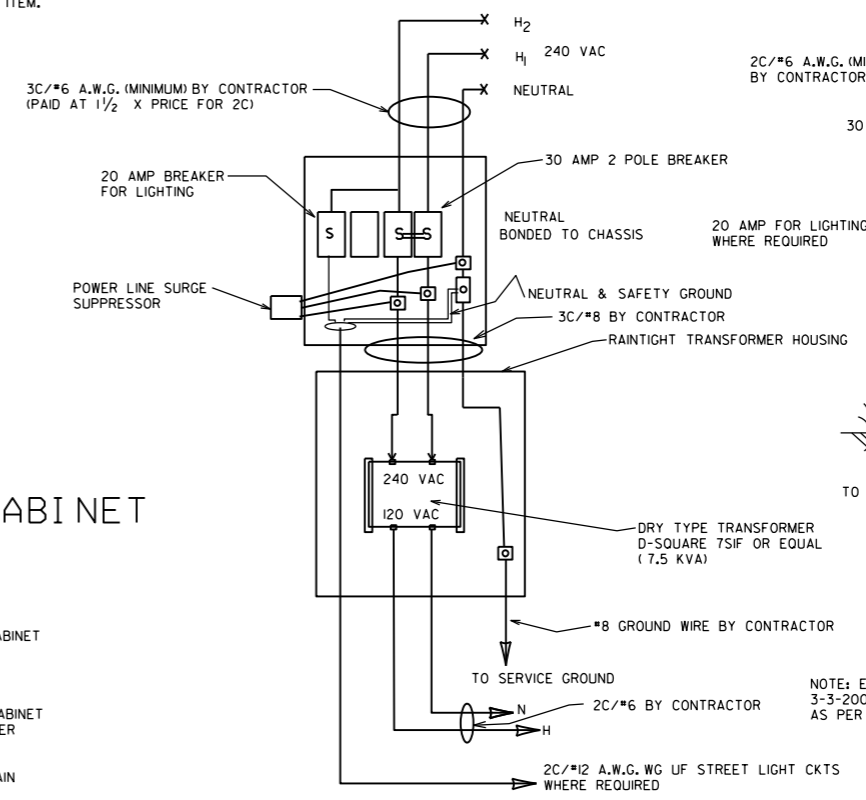 ITEM.
H2
H1 240 VAC
NEUTRAL
3C/#6 A.W.G. (MINIMUM) BY CONTRACTOR
(PAID AT 1 1/2 X PRICE FOR 2C)
2C/#6 A.W.G. (MI
BY CONTRACTOR
30
20 AMP BREAKER
FOR LIGHTING
30 AMP 2 POLE BREAKER
S
S
S
NEUTRAL
BONDED TO CHASSIS
20 AMP FOR LIGHTING
WHERE REQUIRED
POWER LINE SURGE
SUPPRESSOR
NEUTRAL & SAFETY GROUND
3C/#8 BY CONTRACTOR
RAINTIGHT TRANSFORMER HOUSING
240 VAC
120 VAC
TO
ABINET
DRY TYPE TRANSFORMER
D-SQUARE 7SIF OR EQUAL
(7.5 KVA)
#8 GROUND WIRE BY CONTRACTOR
ABINET
TO SERVICE GROUND
NOTE: E
3-3-200
AS PER
2C/#6 BY CONTRACTOR
N
H
ABINET
ER
AIN
2C/#12 A.W.G. WG UF STREET LIGHT CKTS
WHERE REQUIRED